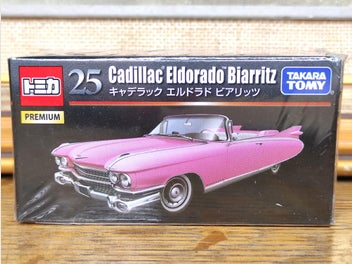 トミカ
PREMIUM
25 Cadillac Eldorado Biarritz
キャデラック エルドラド ビアリッツ
TAKARA
TOMY